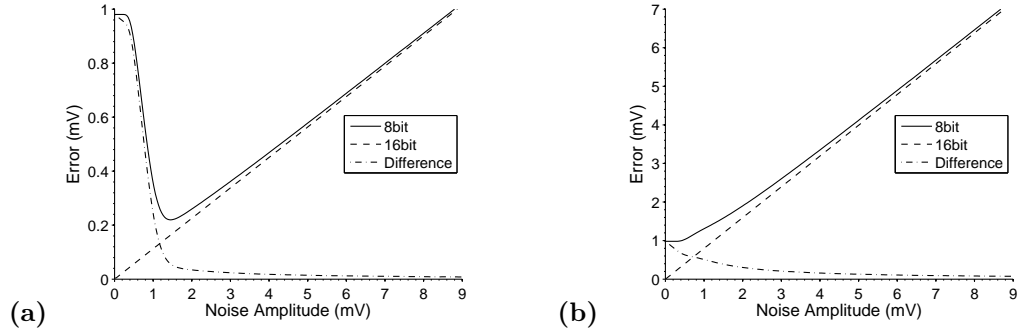 1
0.8
0.6
0.4
0.2
0
Error (mV)
0 1 2 3 4 5 6 7 8 9
Noise Amplitude (mV)
8bit
16bit
Difference
(a)
7
6
5
4
3
2
1
0
Error (mV)
0 1 2 3 4 5 6 7 8 9
Noise Amplitude (mV)
8bit
16bit
Difference
(b)